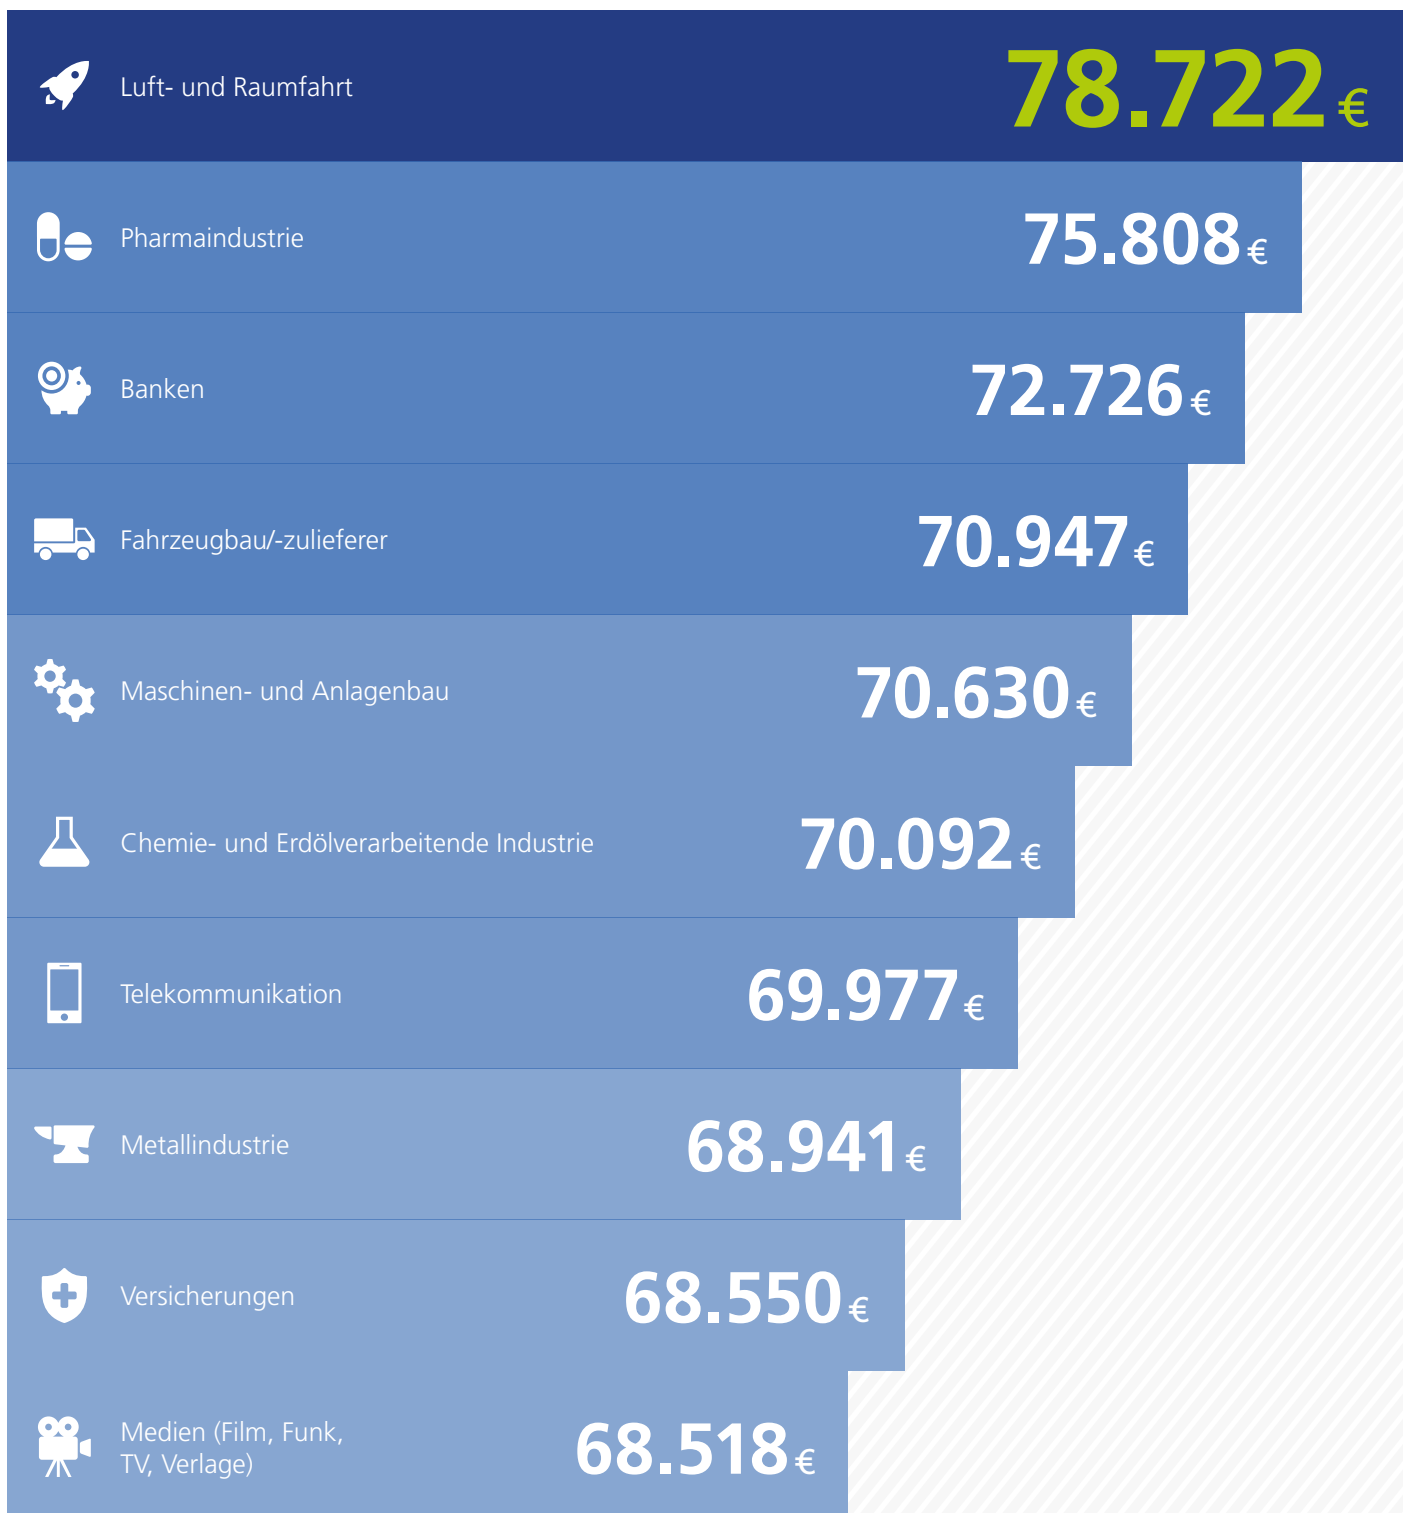 Luft- und Raumfahrt 78.722 €
Pharmaindustrie 75.808 €
Banken 72.726 €
Fahrzeugbau/-zulieferer 70.947 €
Maschinen- und Anlagenbau 70.630 €
Chemie- und Erdölverarbeitende Industrie 70.092 €
Telekommunikation 69.977 €
Metallindustrie 68.941 €
Versicherungen 68.550 €
Medien (Film, Funk,
TV, Verlage) 68.518 €